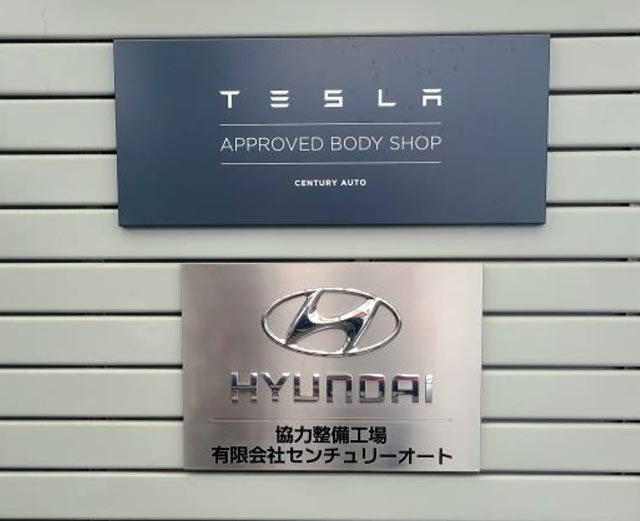 TESLA
APPROVED BODY SHOP
CENTURY AUTO
HYUNDAI
協力整備工場
有限会社センチュリーオート